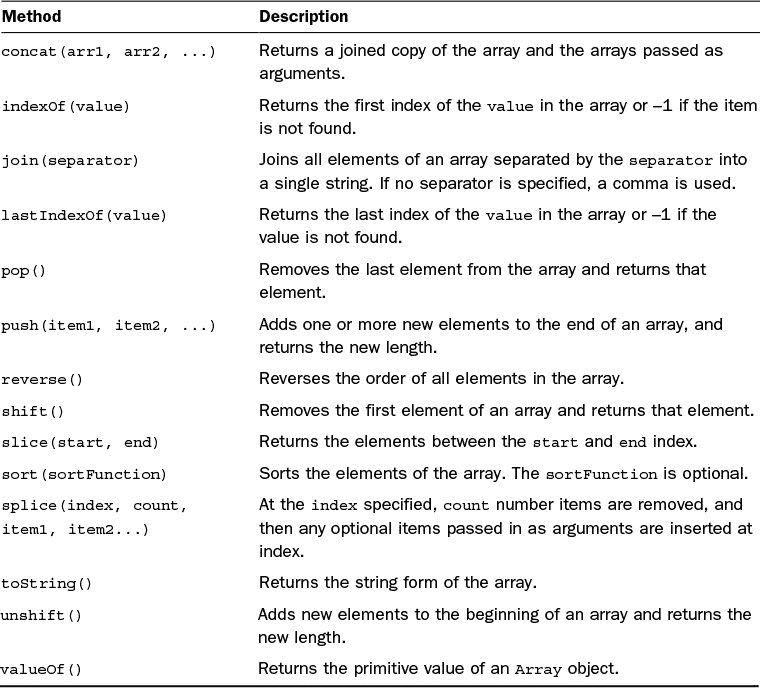 Method Description
concat(arr1, arr2, ...) Returns a joined copy of the array and the arrays passed as
arguments.
indexOf(value) Returns the first index of the value in the array or –1 if the item
is not found.
join(separator) Joins all elements of an array separated by the separator into
a single string. If no separator is specified, a comma is used.
lastIndexOf(value) Returns the last index of the value in the array or –1 if the
value is not found.
pop() Removes the last element from the array and returns that
element.
push(item1, item2, ...) Adds one or more new elements to the end of an array, and
returns the new length.
reverse() Reverses the order of all elements in the array.
shift() Removes the first element of an array and returns that element.
slice(start, end) Returns the elements between the start and end index.
sort(sortFunction) Sorts the elements of the array. The sortFunction is optional.
splice(index, count, At the index specified, count number items are removed, and
item1, item2...) then any optional items passed in as arguments are inserted at
index.
toString() Returns the string form of the array.
unshift() Adds new elements to the beginning of an array and returns the
new length.
valueOf() Returns the primitive value of an Array object.